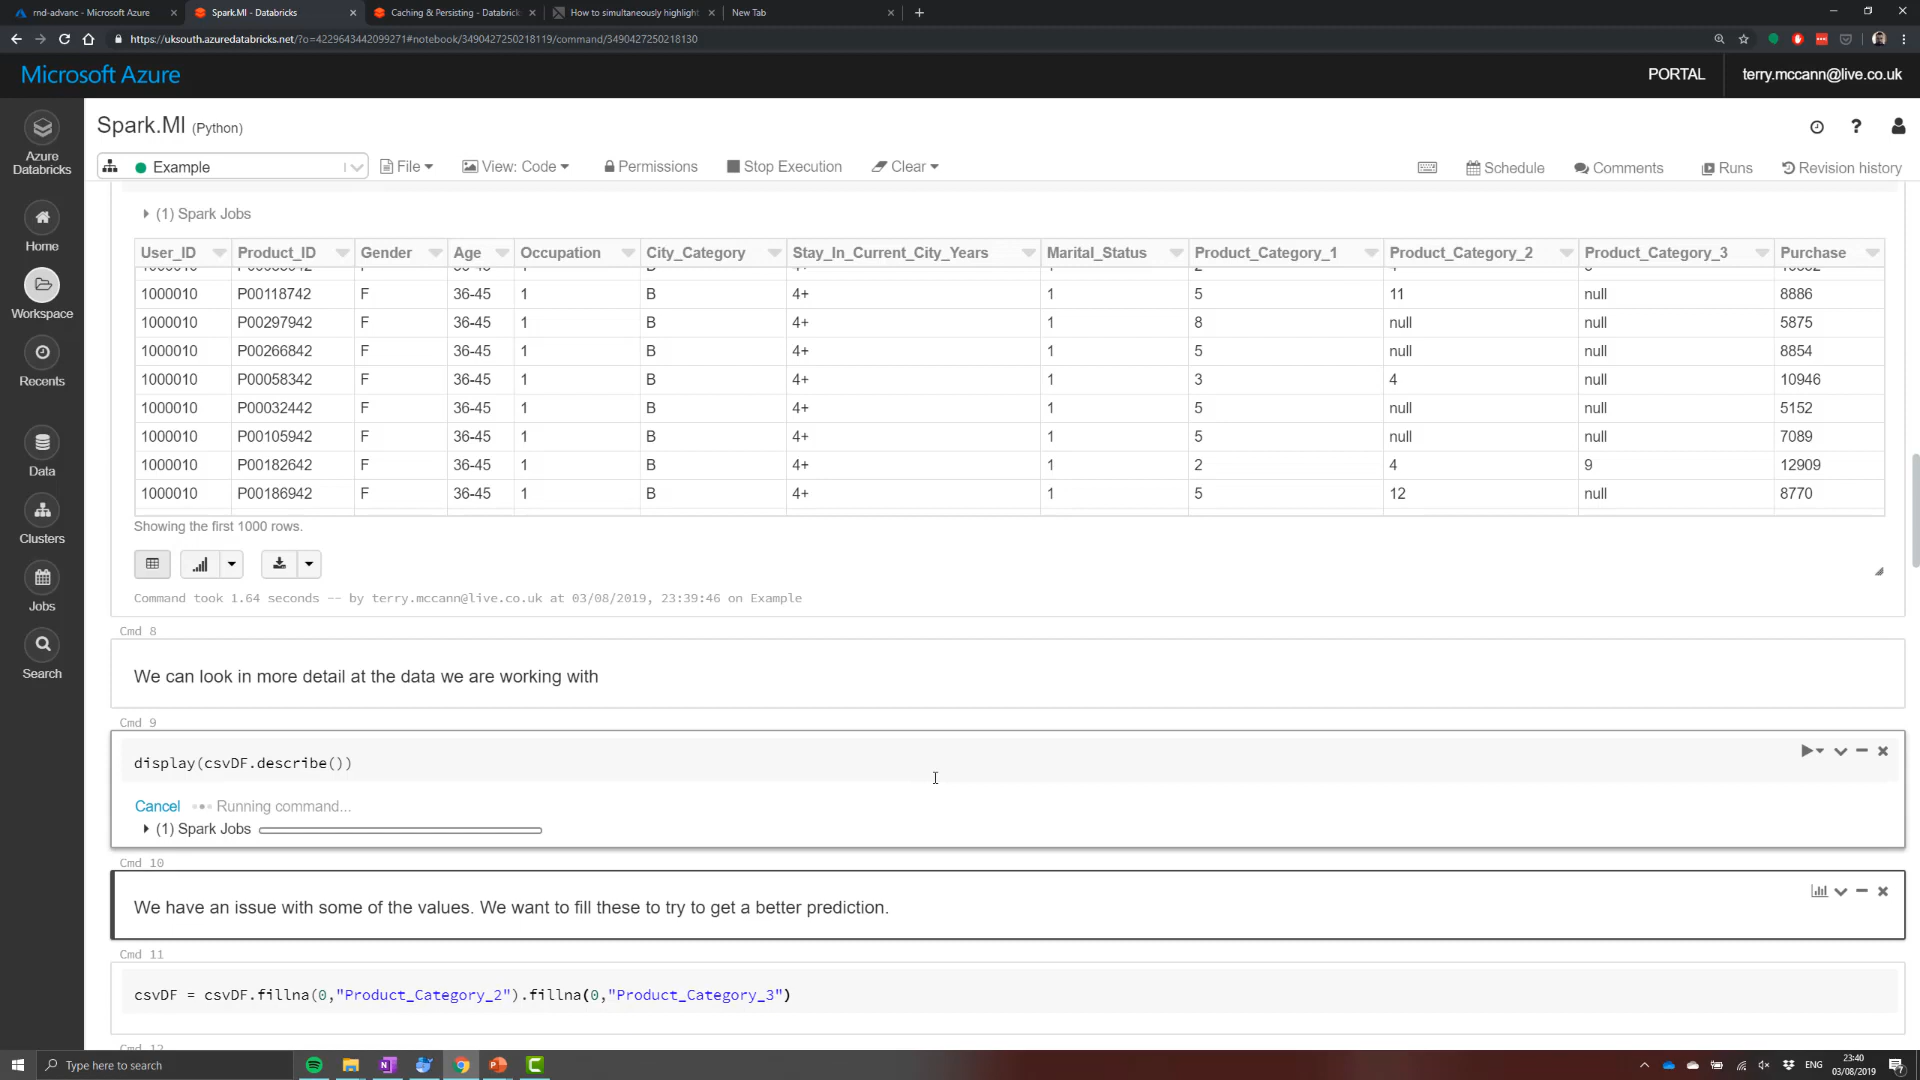 rnd-advanc - Microsoft Azure
Spark.Ml - Databricks
Caching & Persisting - Databrick
How to simultaneously highlight
New Tab
https://uksouth.azuredatabricks.net/?o=4229643442099271#notebook/3490427250218119/command/3490427250218130
Microsoft Azure
PORTAL
terry.mccann@live.co.uk
Azure Databricks
Home
Workspace
Recents
Data
Clusters
Jobs
Search
Spark.Ml (Python)
Example
File
View: Code
Permissions
Stop Execution
Clear
Schedule
Comments
Runs
Revision history
(1) Spark Jobs
User_ID Product_ID Gender Age Occupation City_Category Stay_In_Current_City_Years Marital_Status Product_Category_1 Product_Category_2 Product_Category_3 Purchase
1000010 P00118742 F 36-45 1 B 4+ 1 5 11 null 8886
1000010 P00297942 F 36-45 1 B 4+ 1 8 null null 5875
1000010 P00266842 F 36-45 1 B 4+ 1 5 null null 8854
1000010 P00058342 F 36-45 1 B 4+ 1 3 4 null 10946
1000010 P00032442 F 36-45 1 B 4+ 1 5 null null 5152
1000010 P00105942 F 36-45 1 B 4+ 1 5 null null 7089
1000010 P00182642 F 36-45 1 B 4+ 1 2 4 9 12909
1000010 P00186942 F 36-45 1 B 4+ 1 5 12 null 8770
Showing the first 1000 rows.
Command took 1.64 seconds -- by terry.mccann@live.co.uk at 03/08/2019, 23:39:46 on Example
Cmd 8
We can look in more detail at the data we are working with
Cmd 9
display(csvDF.describe())
Cancel Running command...
(1) Spark Jobs
Cmd 10
We have an issue with some of the values. We want to fill these to try to get a better prediction.
Cmd 11
csvDF = csvDF.fillna(0,"Product_Category_2").fillna(0,"Product_Category_3")
Type here to search
ENG
23:40
03/08/2019